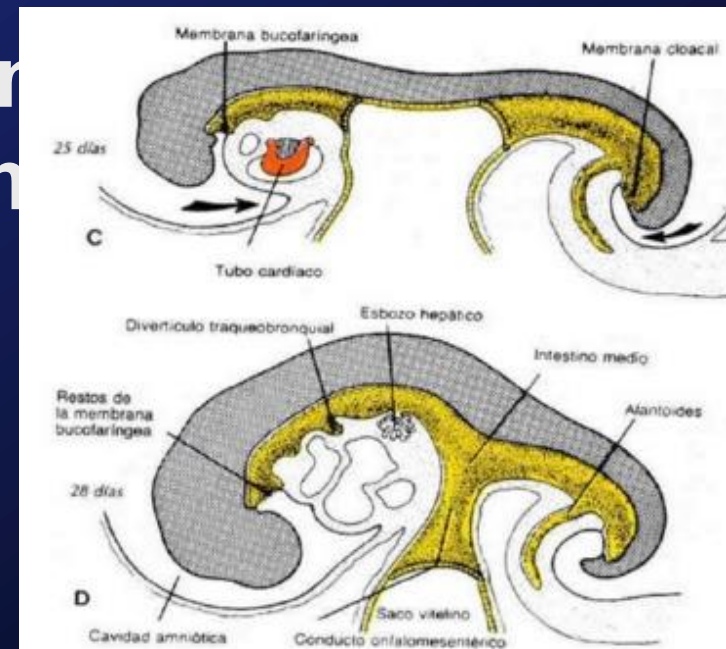 Membrana bucofaríngea
Membrana cloacal
25 días
C
Tubo cardíaco
Divertículo traqueobronquial
Esbozo hepático
Intestino medio
Restos de
la membrana
bucofaríngea
Alantoides
28 días
D
Saco vitelino
Cavidad amniótica
Conducto onfalomesentérico